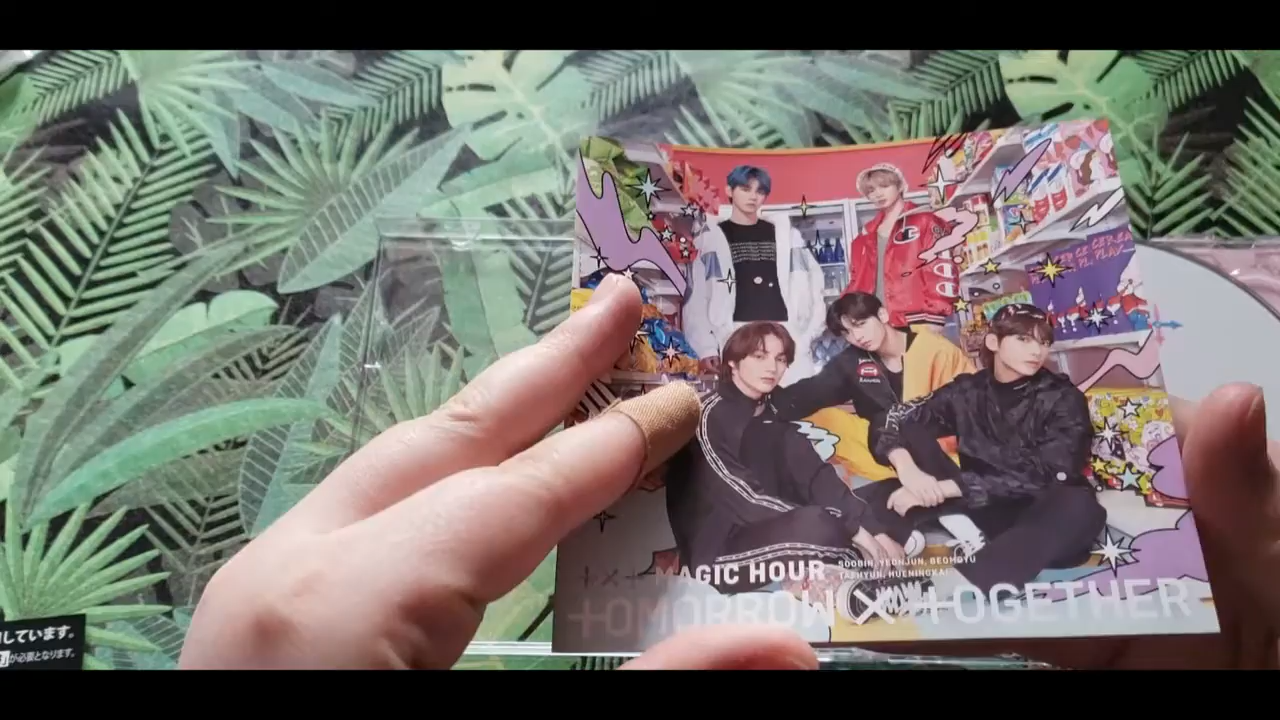 MAGIC HOUR
SOOBIN, YEONJUN, BEOMGYU
TAEHYUN, HUENINGKAI
TOMORROW X TOGETHER
しています。
が必要となります。